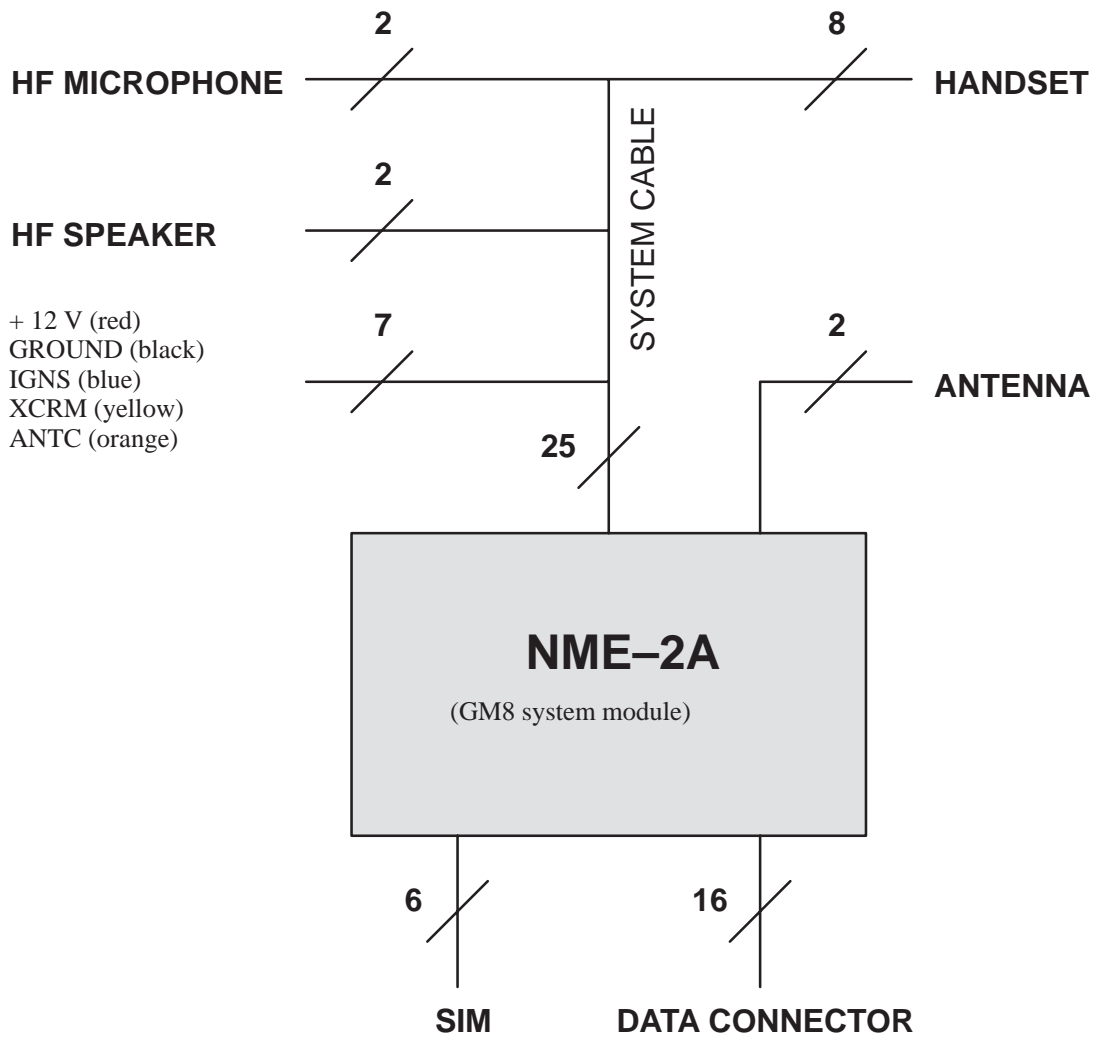 2
8
HF MICROPHONE
HANDSET
SYSTEM CABLE
2
HF SPEAKER
+ 12 V (red)
GROUND (black)
IGNS (blue)
XCRM (yellow)
ANTC (orange)
7
2
ANTENNA
25
NME–2A
(GM8 system module)
6
16
SIM
DATA CONNECTOR